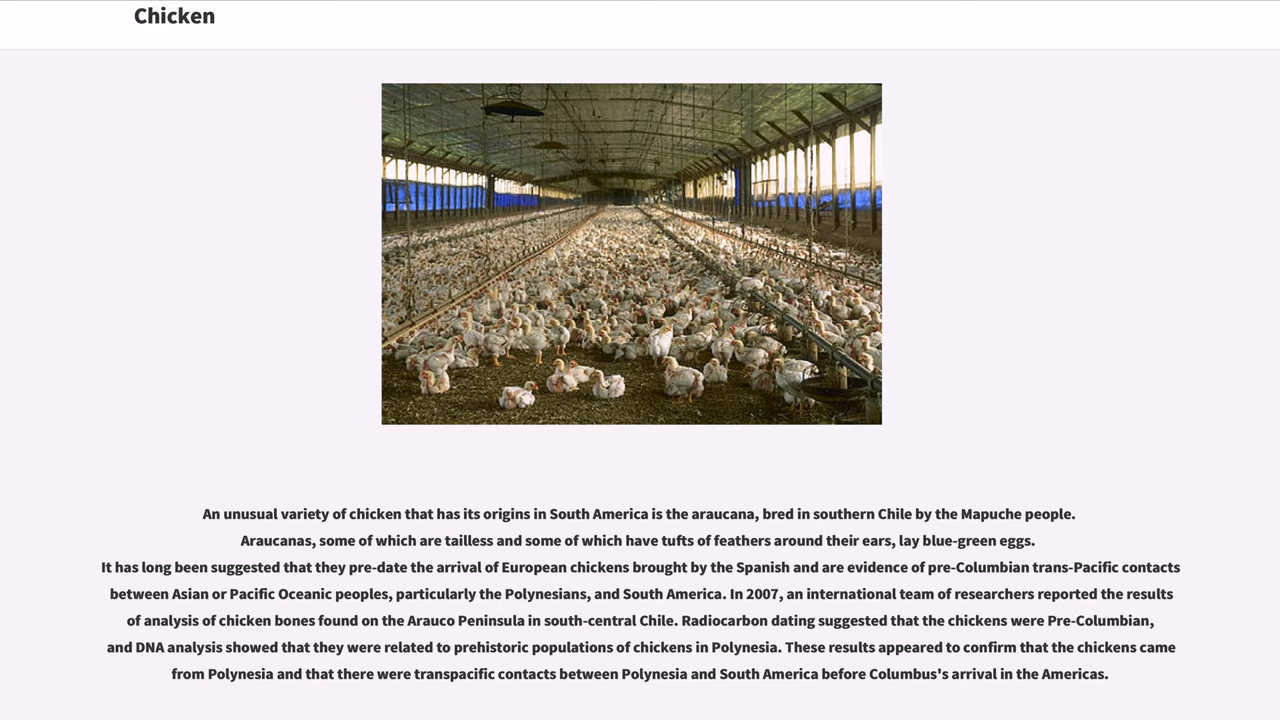 Chicken
An unusual variety of chicken that has its origins in South America is the araucana, bred in southern Chile by the Mapuche people.
Araucanas, some of which are tailless and some of which have tufts of feathers around their ears, lay blue-green eggs.
It has long been suggested that they pre-date the arrival of European chickens brought by the Spanish and are evidence of pre-Columbian trans-Pacific contacts
between Asian or Pacific Oceanic peoples, particularly the Polynesians, and South America. In 2007, an international team of researchers reported the results
of analysis of chicken bones found on the Arauco Peninsula in south-central Chile. Radiocarbon dating suggested that the chickens were Pre-Columbian,
and DNA analysis showed that they were related to prehistoric populations of chickens in Polynesia. These results appeared to confirm that the chickens came
from Polynesia and that there were transpacific contacts between Polynesia and South America before Columbus's arrival in the Americas.